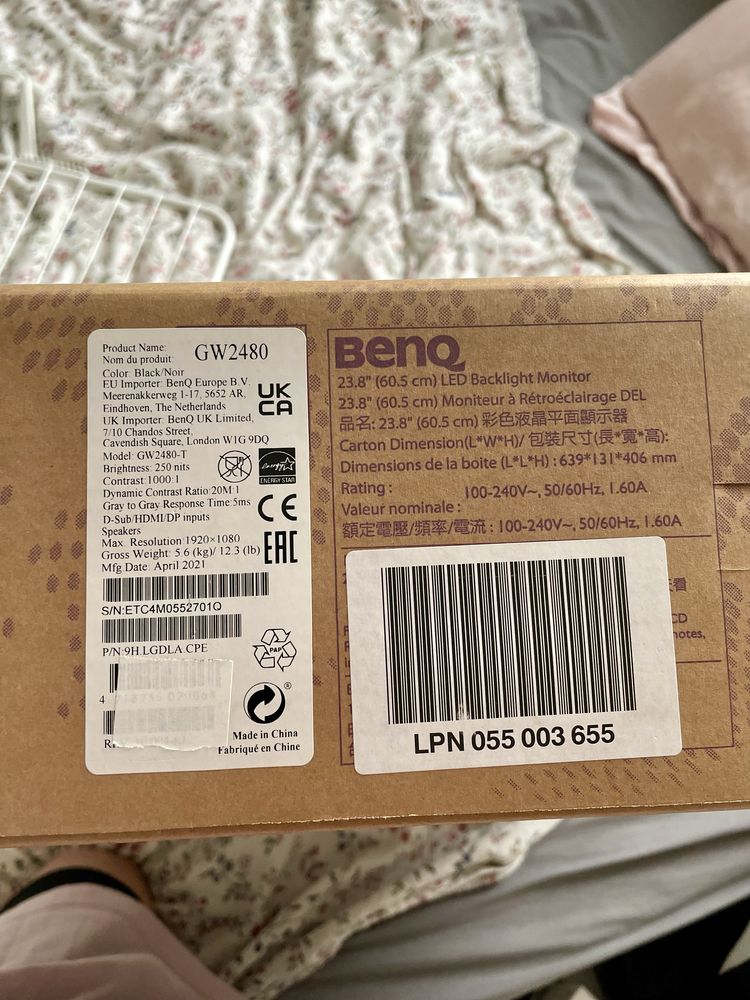 Product Name:
Nom du produit:
GW2480
Color: Black/Noir
EU Importer: BenQ Europe B.V.
Meerenakkerweg 1-17, 5652 AR,
Eindhoven, The Netherlands
UK Importer: BenQ UK Limited,
7/10 Chandos Street,
Cavendish Square, London W1G 9DQ
Model: GW2480-T
Brightness: 250 nits
Contrast: 1000:1
Dynamic Contrast Ratio: 20M:1
Gray to Gray Response Time: 5ms
D-Sub/HDMI/DP inputs
Speakers
Max. Resolution: 1920×1080
Gross Weight: 5.6 (kg)/ 12.3 (lb)
Mfg Date: April 2021
UK
CA
energy
ENERGY STAR
CE
EAC
S/N:ETC4M0552701Q
P/N:9H.LGDLA.CPE
PAP
4
®
Made in China
Fabriqué en Chine
BenQ
23.8" (60.5 cm) LED Backlight Monitor
23.8" (60.5 cm) Moniteur à Rétroéclairage DEL
品名: 23.8" (60.5 cm) 彩色液晶平面顯示器
Carton Dimension(L*W*H)/ 包裝尺寸(長*寬*高):
Dimensions de la boite (L*L*H) : 639*131*406 mm
Rating : 100-240V~, 50/60Hz, 1.60A
Valeur nominale :
額定電壓/頻率/電流 : 100-240V~, 50/60Hz, 1.60A
看
CD
notes,
LPN 055 003 655